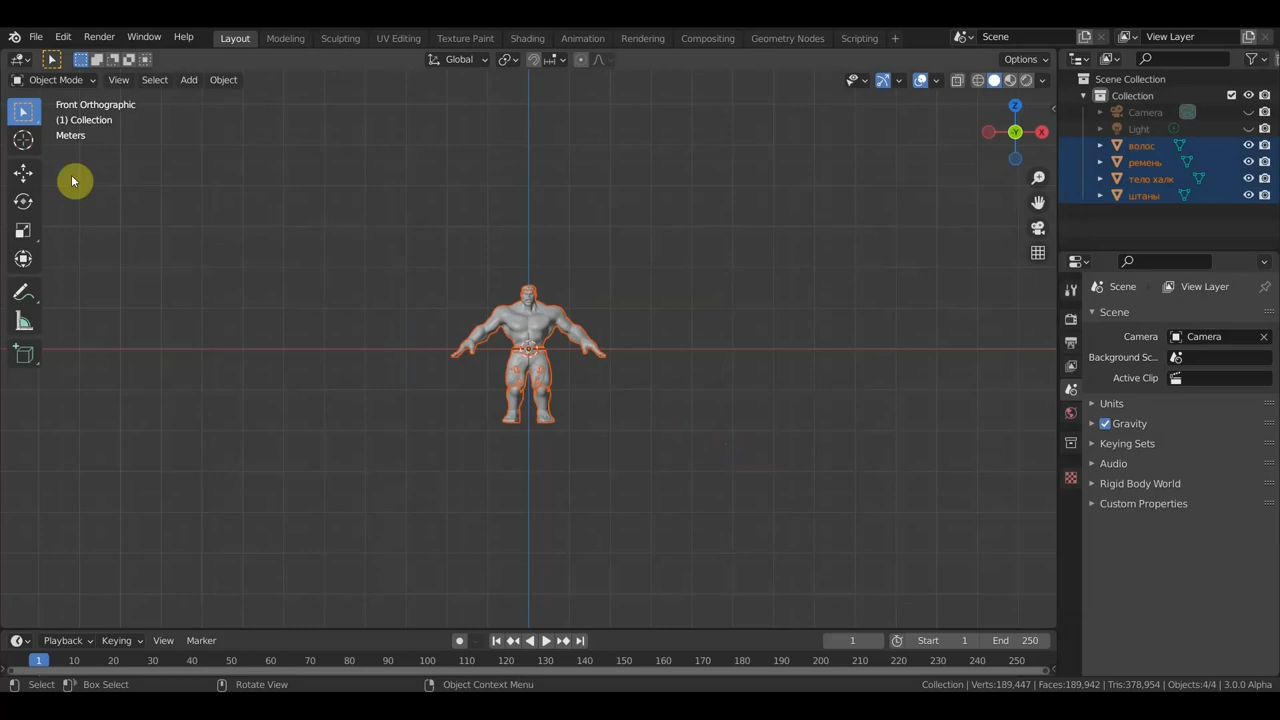 File Edit Render Window Help Layout Modeling Sculpting UV Editing Texture Paint Shading Animation Rendering Compositing Geometry Nodes Scripting + Scene View Layer
Global Options
Object Mode View Select Add Object
Front Orthographic
(1) Collection
Meters
Z
X
-Y
Scene Collection
Collection
Camera
Light
волос
ремень
тело халк
штаны
Scene View Layer
Scene
Camera Camera
Background Sc...
Active Clip
Units
Gravity
Keying Sets
Audio
Rigid Body World
Custom Properties
Playback Keying View Marker 1 Start 1 End 250
1 10 20 30 40 50 60 70 80 90 100 110 120 130 140 150 160 170 180 190 200 210 220 230 240 250
Select Box Select Rotate View Object Context Menu Collection | Verts:189,447 | Faces:189,942 | Tris:378,954 | Objects:4/4 | 3.0.0 Alpha